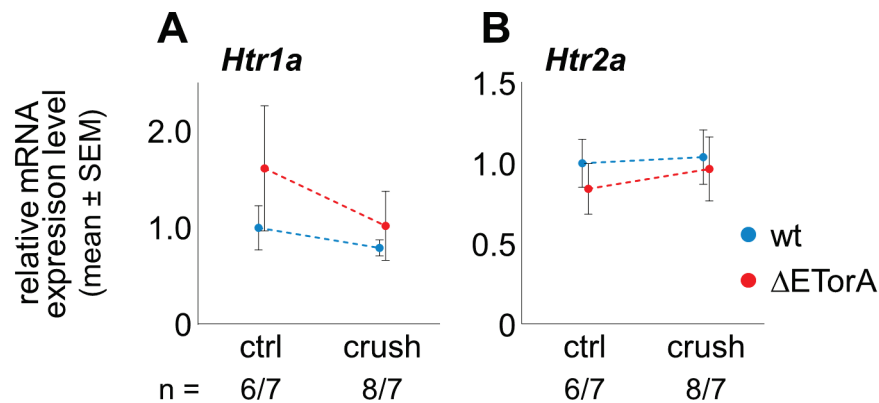 A
B
Htr1a
Htr2a
relative mRNA
expresison level
(mean ± SEM)
2.0
1.0
0
1.5
1.0
0.5
0
wt
ΔETorA
ctrl
crush
ctrl
crush
n = 6/7 8/7
6/7 8/7